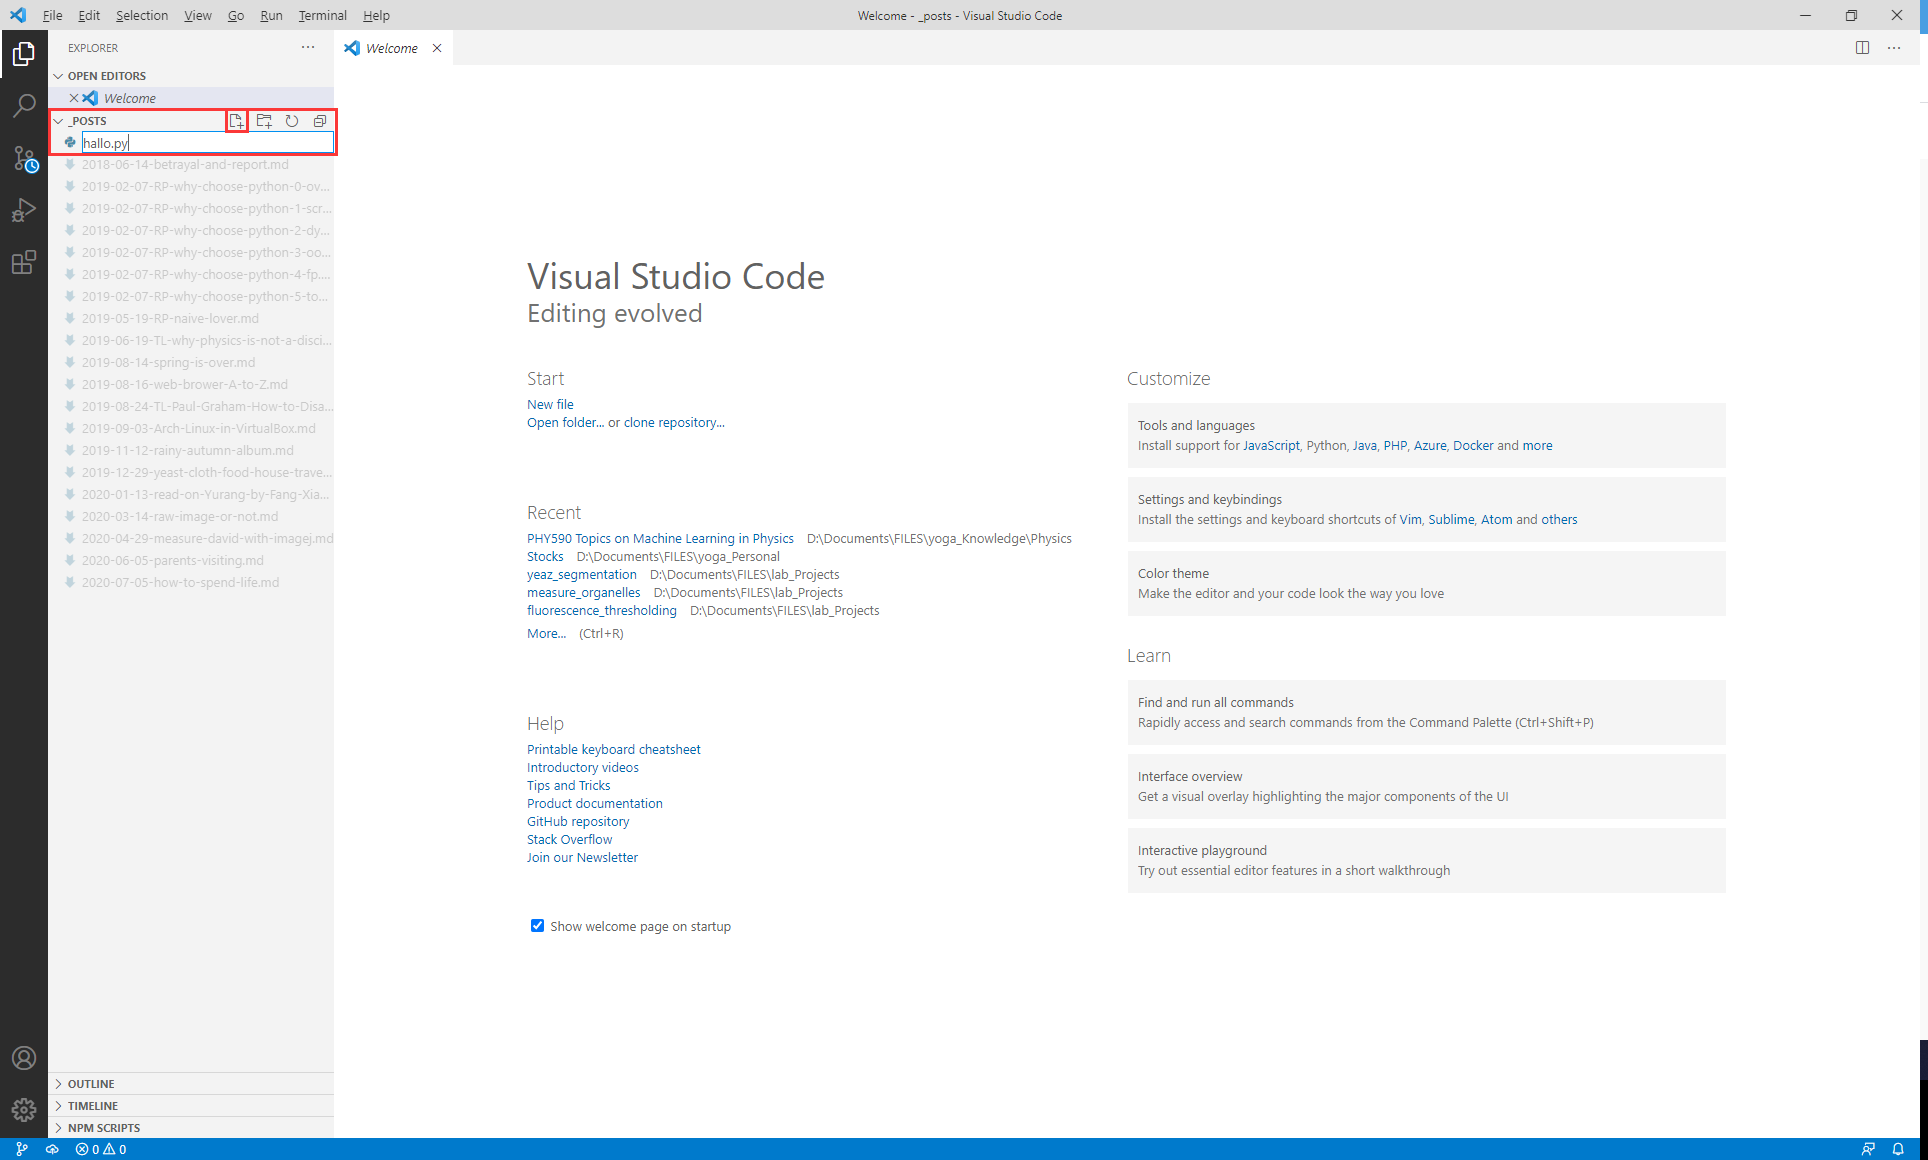 File Edit Selection View Go Run Terminal Help
Welcome - _posts - Visual Studio Code
EXPLORER
Welcome
OPEN EDITORS
Welcome
_POSTS
hallo.py
2018-06-14-betrayal-and-report.md
2019-02-07-RP-why-choose-python-0-ov...
2019-02-07-RP-why-choose-python-1-scr...
2019-02-07-RP-why-choose-python-2-dy...
2019-02-07-RP-why-choose-python-3-oo...
2019-02-07-RP-why-choose-python-4-fp....
2019-02-07-RP-why-choose-python-5-to...
2019-05-19-RP-naive-lover.md
2019-06-19-TL-why-physics-is-not-a-disci...
2019-08-14-spring-is-over.md
2019-08-16-web-brower-A-to-Z.md
2019-08-24-TL-Paul-Graham-How-to-Disa...
2019-09-03-Arch-Linux-in-VirtualBox.md
2019-11-12-rainy-autumn-album.md
2019-12-29-yeast-cloth-food-house-trave...
2020-01-13-read-on-Yurang-by-Fang-Xia...
2020-03-14-raw-image-or-not.md
2020-04-29-measure-david-with-imagej.md
2020-06-05-parents-visiting.md
2020-07-05-how-to-spend-life.md
OUTLINE
TIMELINE
NPM SCRIPTS
Visual Studio Code
Editing evolved
Start
New file
Open folder... or clone repository...
Recent
PHY590 Topics on Machine Learning in Physics D:\Documents\FILES\yoga_Knowledge\Physics
Stocks D:\Documents\FILES\yoga_Personal
yeaz_segmentation D:\Documents\FILES\lab_Projects
measure_organelles D:\Documents\FILES\lab_Projects
fluorescence_thresholding D:\Documents\FILES\lab_Projects
More... (Ctrl+R)
Help
Printable keyboard cheatsheet
Introductory videos
Tips and Tricks
Product documentation
GitHub repository
Stack Overflow
Join our Newsletter
Show welcome page on startup
Customize
Tools and languages
Install support for JavaScript, Python, Java, PHP, Azure, Docker and more
Settings and keybindings
Install the settings and keyboard shortcuts of Vim, Sublime, Atom and others
Color theme
Make the editor and your code look the way you love
Learn
Find and run all commands
Rapidly access and search commands from the Command Palette (Ctrl+Shift+P)
Interface overview
Get a visual overlay highlighting the major components of the UI
Interactive playground
Try out essential editor features in a short walkthrough
0 0